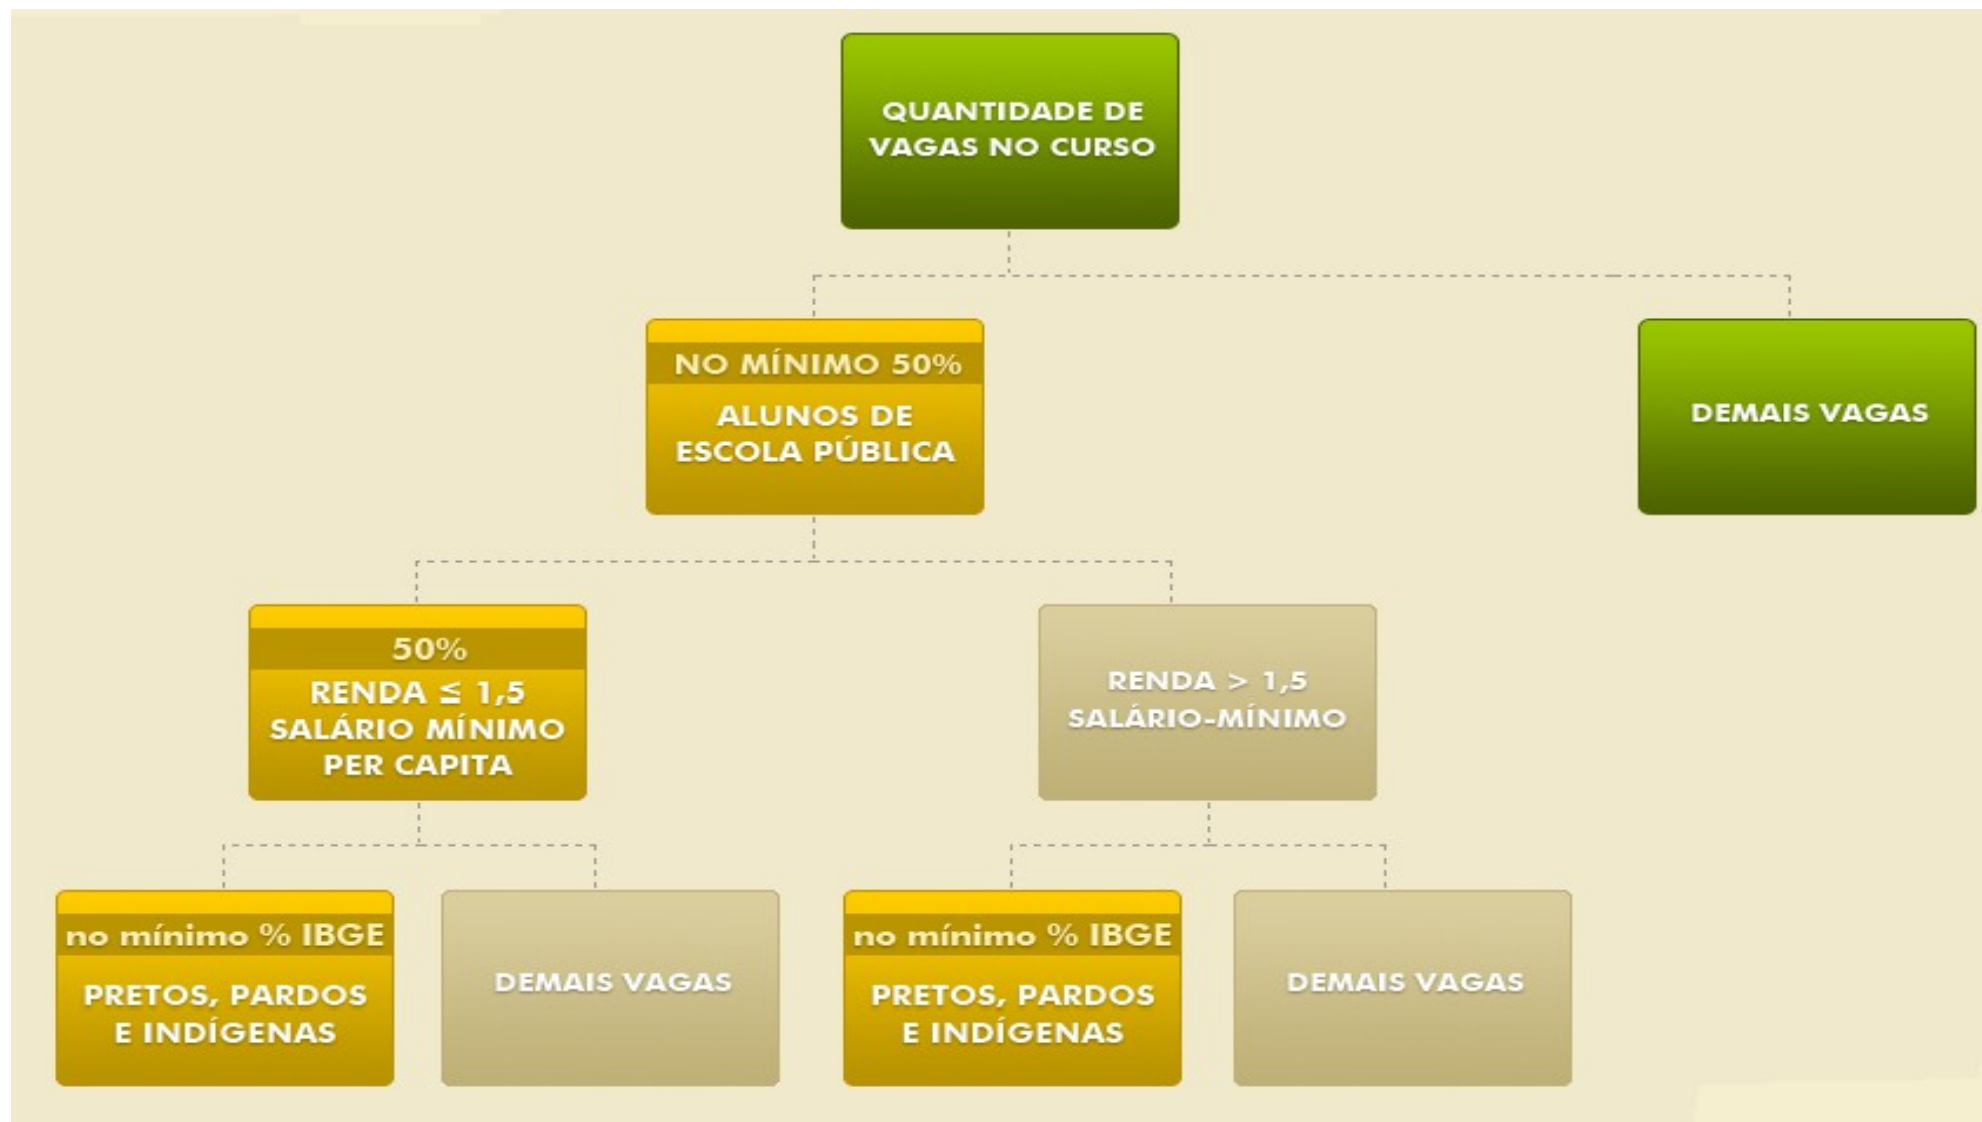 QUANTIDADE DE
VAGAS NO CURSO
NO MÍNIMO 50%
ALUNOS DE
ESCOLA PÚBLICA
DEMAIS VAGAS
50%
RENDA ≤ 1,5
SALÁRIO MÍNIMO
PER CAPITA
RENDA > 1,5
SALÁRIO-MÍNIMO
no mínimo % IBGE
PRETOS, PARDOS
E INDÍGENAS
DEMAIS VAGAS
no mínimo % IBGE
PRETOS, PARDOS
E INDÍGENAS
DEMAIS VAGAS